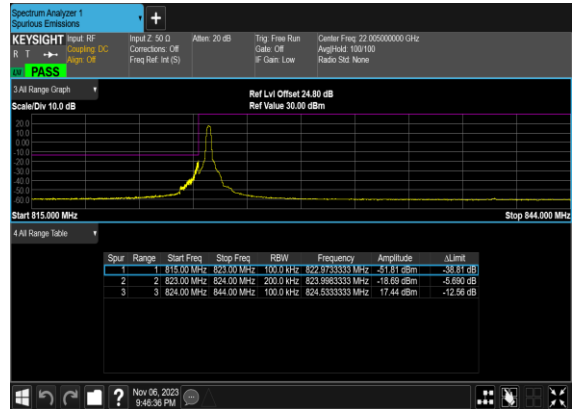 Spectrum Analyzer 1
Spurious Emissions
+
KEYSIGHT Input: RF
R T Coupling: DC
Align: Off
Input Z: 50 Ω
Corrections: Off
Freq Ref: Int (S)
Atten: 20 dB
Trig: Free Run
Gate: Off
IF Gain: Low
Center Freq: 22.005000000 GHz
Avg|Hold: 100/100
Radio Std: None
PASS
3 All Range Graph
Ref Lvl Offset 24.80 dB
Scale/Div 10.0 dB
Ref Value 30.00 dBm
20.0
10.0
0.00
-10.0
-20.0
-30.0
-40.0
-50.0
-60.0
Start 815.000 MHz
Stop 844.000 MHz
4 All Range Table
Spur Range Start Freq Stop Freq RBW Frequency Amplitude ΔLimit
1 1 815.00 MHz 823.00 MHz 100.0 kHz 822.9733333 MHz -51.81 dBm -38.81 dB
2 2 823.00 MHz 824.00 MHz 200.0 kHz 823.9983333 MHz -18.69 dBm -5.690 dB
3 3 824.00 MHz 844.00 MHz 100.0 kHz 824.5333333 MHz 17.44 dBm -12.56 dB
?
Nov 06, 2023
9:46:36 PM